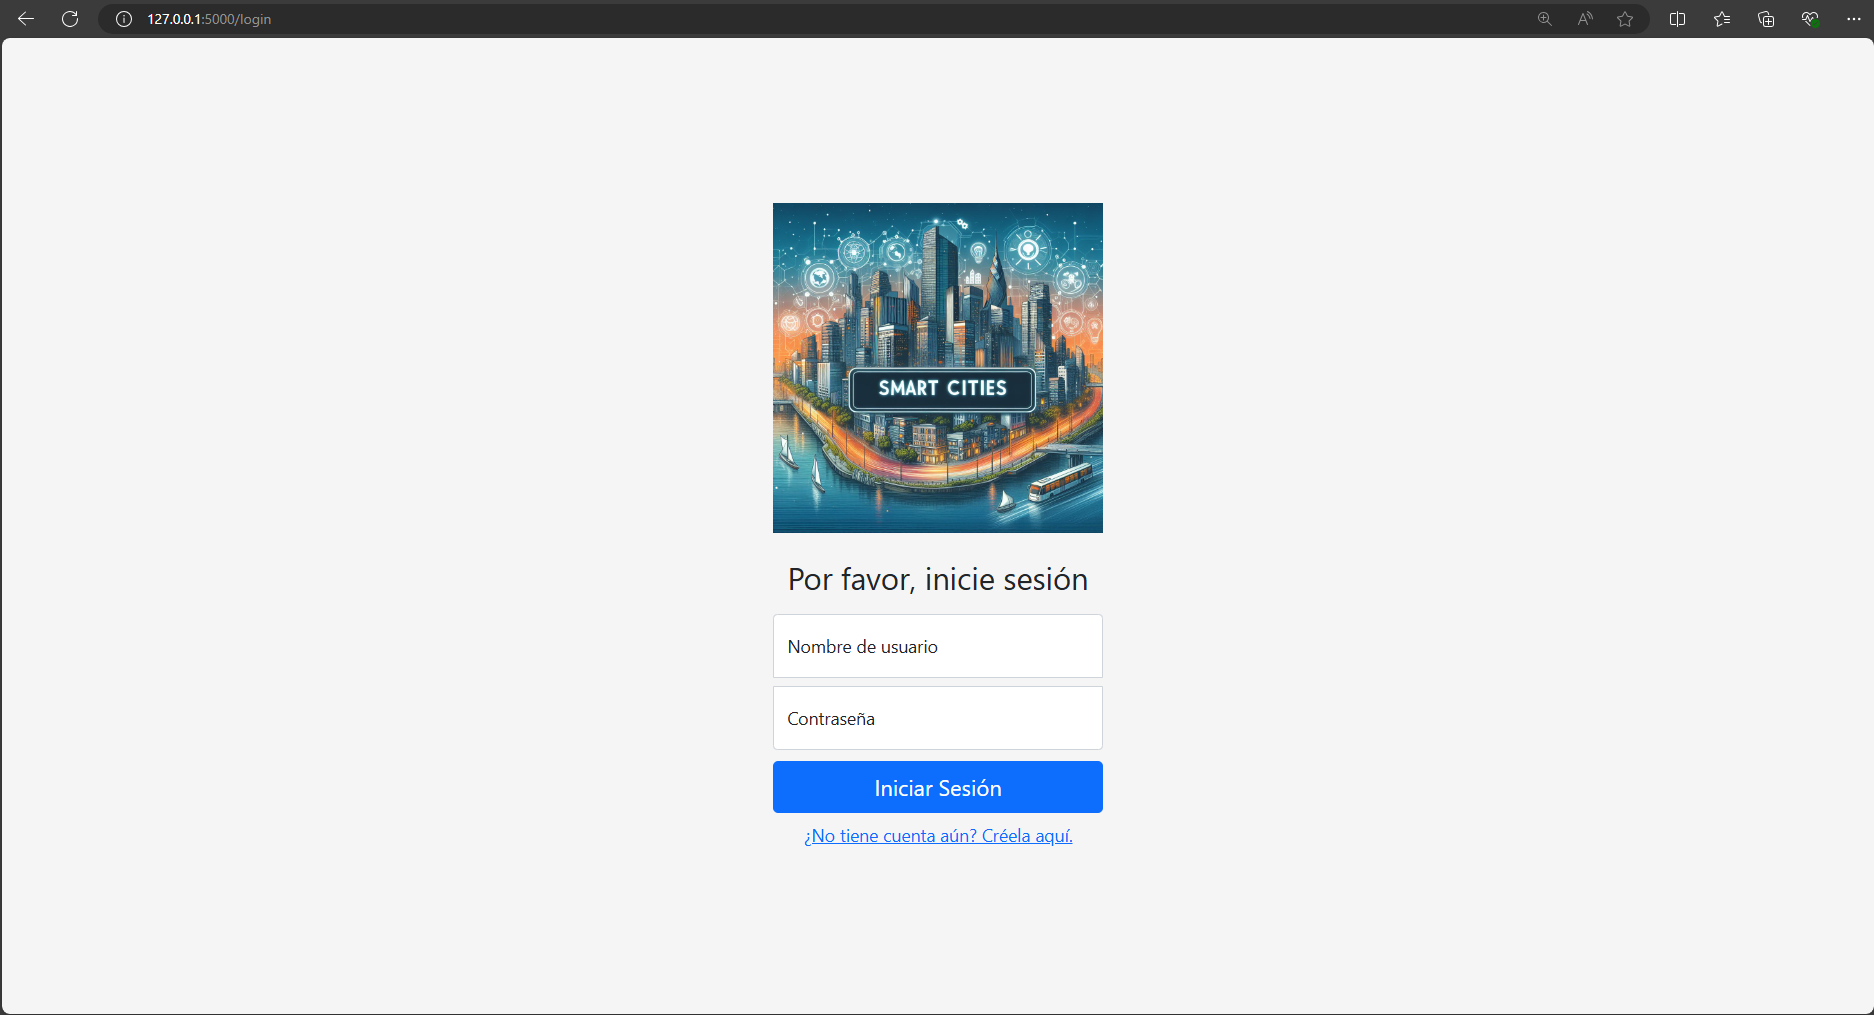 127.0.0.1:5000/login
SMART CITIES
Por favor, inicie sesión
Nombre de usuario
Contraseña
Iniciar Sesión
¿No tiene cuenta aún? Créela aquí.